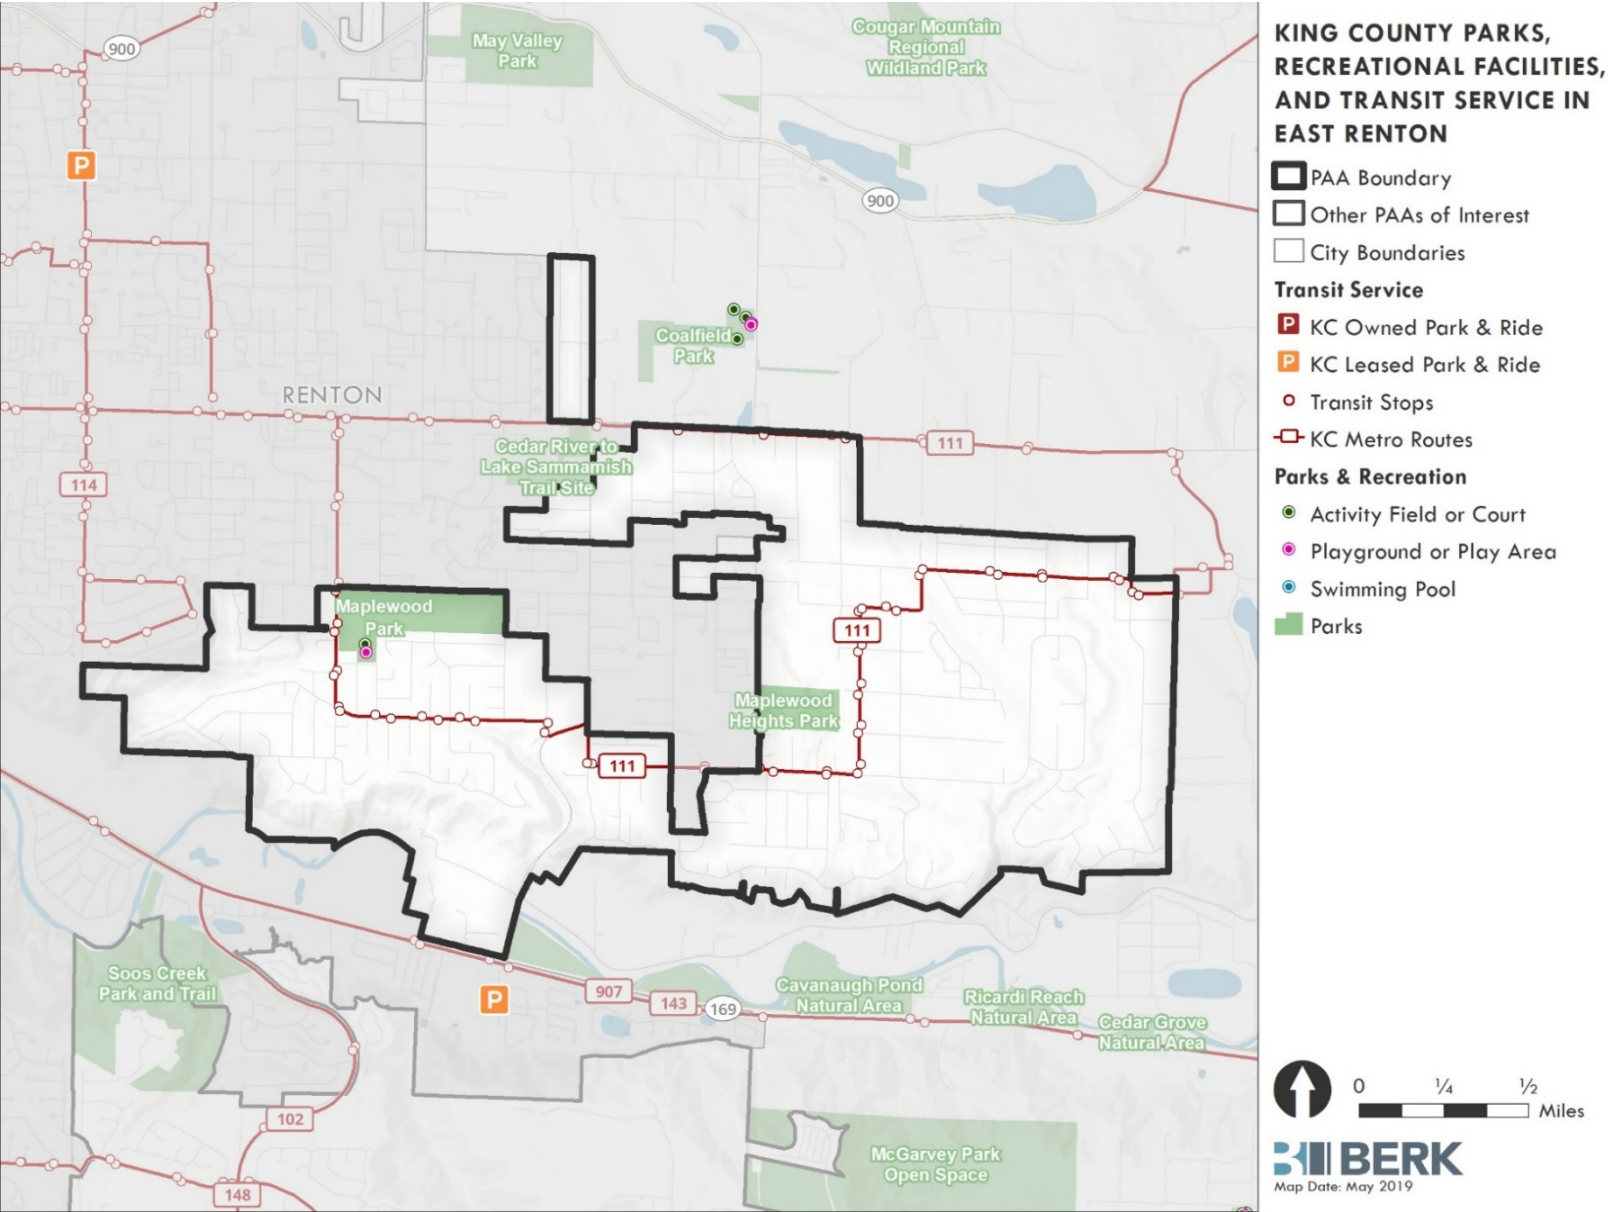 900
May Valley
Park
Cougar Mountain
Regional
Wildland Park
P
900
Coalfield
Park
RENTON
111
Cedar River to
Lake Sammamish
Trail Site
114
Maplewood
Park
111
Maplewood
Heights Park
111
Soos Creek
Park and Trail
P
907
143
169
Cavanaugh Pond
Natural Area
Ricardi Reach
Natural Area
Cedar Grove
Natural Area
102
McGarvey Park
Open Space
148
KING COUNTY PARKS,
RECREATIONAL FACILITIES,
AND TRANSIT SERVICE IN
EAST RENTON
PAA Boundary
Other PAAs of Interest
City Boundaries
Transit Service
P KC Owned Park & Ride
P KC Leased Park & Ride
Transit Stops
KC Metro Routes
Parks & Recreation
Activity Field or Court
Playground or Play Area
Swimming Pool
Parks
0 ¼ ½
Miles
BERK
Map Date: May 2019